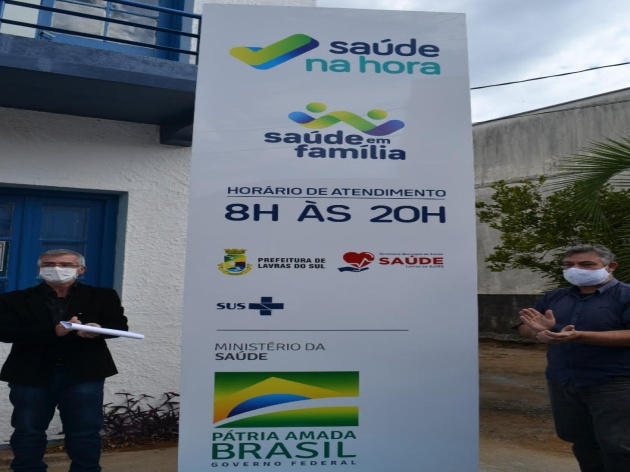 saúde
na hora
saúde em
família
HORÁRIO DE ATENDIMENTO
8H ÀS 20H
PREFEITURA DE
LAVRAS DO SUL
SAÚDE
SUS
MINISTÉRIO DA
SAÚDE
PÁTRIA AMADA
BRASIL
GOVERNO FEDERAL